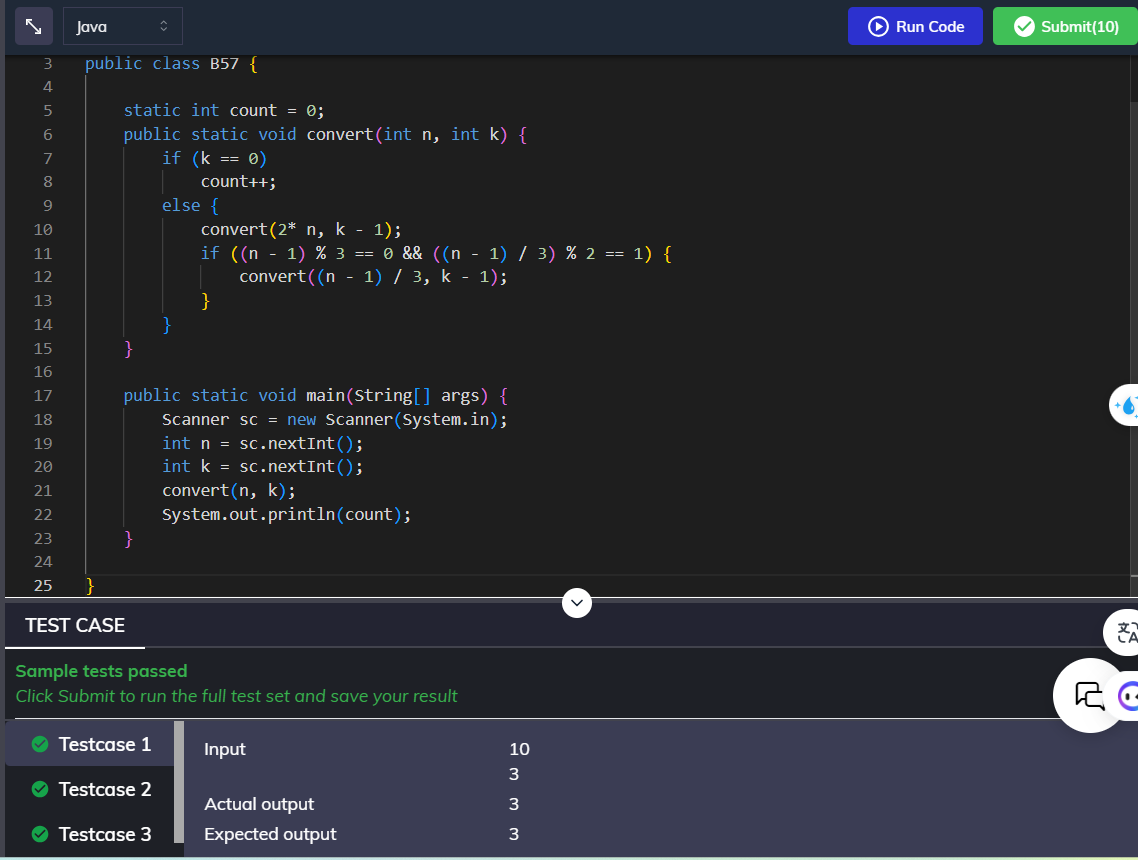 Java
Run Code
Submit(10)
3 public class B57 {
4
5 static int count = 0;
6 public static void convert(int n, int k) {
7 if (k == 0)
8 count++;
9 else {
10 convert(2* n, k - 1);
11 if ((n - 1) % 3 == 0 && ((n - 1) / 3) % 2 == 1) {
12 convert((n - 1) / 3, k - 1);
13 }
14 }
15 }
16
17 public static void main(String[] args) {
18 Scanner sc = new Scanner(System.in);
19 int n = sc.nextInt();
20 int k = sc.nextInt();
21 convert(n, k);
22 System.out.println(count);
23 }
24
25 }
TEST CASE
文A
Sample tests passed
Click Submit to run the full test set and save your result
Testcase 1
Testcase 2
Testcase 3
Input 10
3
Actual output 3
Expected output 3